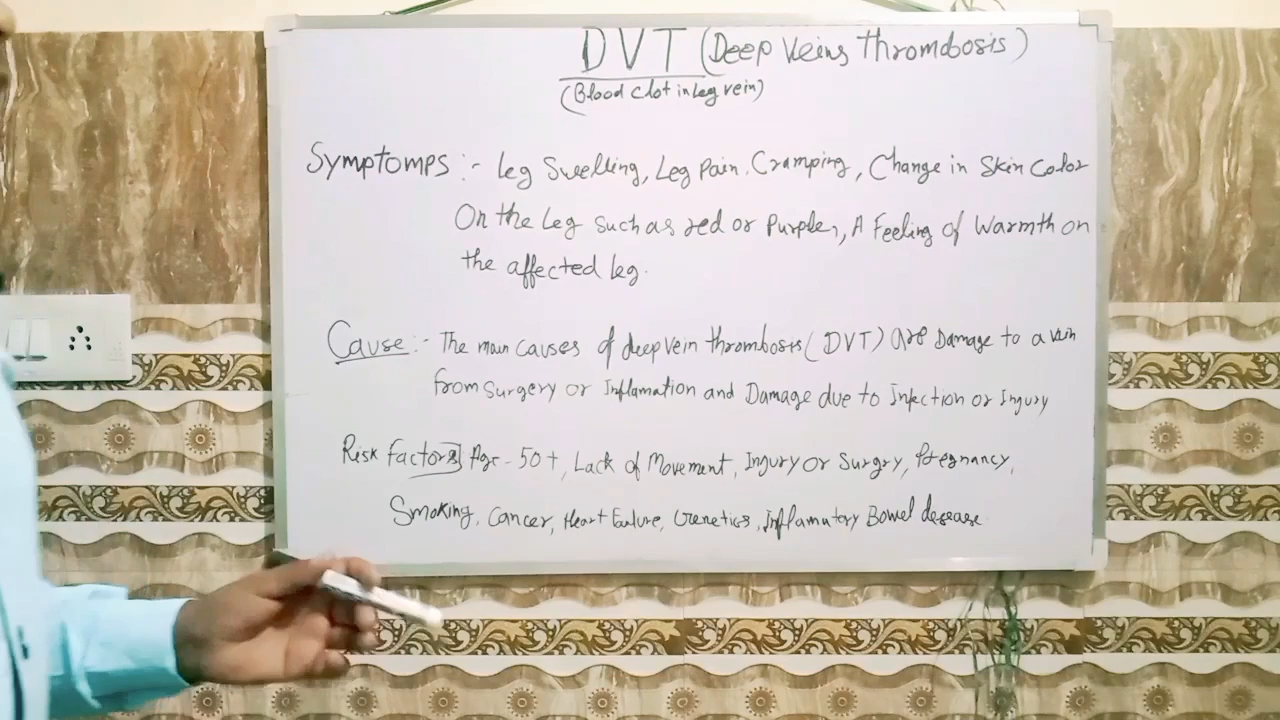 DVT (Deep Veins Thrombosis)
(Blood Clot in Leg vein)
Symptomps :- Leg Swelling, Leg Pain, Cramping, Change in Skin Color
On the Leg Such as red or Purple, A Feeling of Warmth on
the affected leg.
Cause :- The main Causes of deep vein thrombosis (DVT) are Damage to a vein
from Surgery or Inflamation and Damage due to Infection or Ingury
Risk factors Age - 50+, Lack of Movement, Ingury or Surgry, Pregnancy,
Smoking, Cancer, Heart Failure, Genetics, Inflamatory Bowel desease.